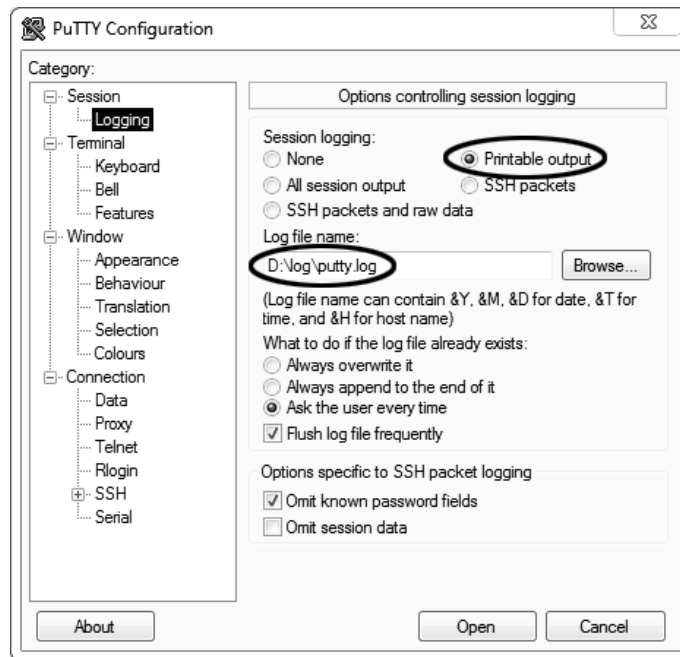 PuTTY Configuration
Category:
Session
Logging
Terminal
Keyboard
Bell
Features
Window
Appearance
Behaviour
Translation
Selection
Colours
Connection
Data
Proxy
Telnet
Rlogin
SSH
Serial
Options controlling session logging
Session logging:
None
Printable output
All session output
SSH packets
SSH packets and raw data
Log file name:
D:\log\putty.log
Browse...
(Log file name can contain &Y, &M, &D for date, &T for
time, and &H for host name)
What to do if the log file already exists:
Always overwrite it
Always append to the end of it
Ask the user every time
Flush log file frequently
Options specific to SSH packet logging
Omit known password fields
Omit session data
About
Open
Cancel